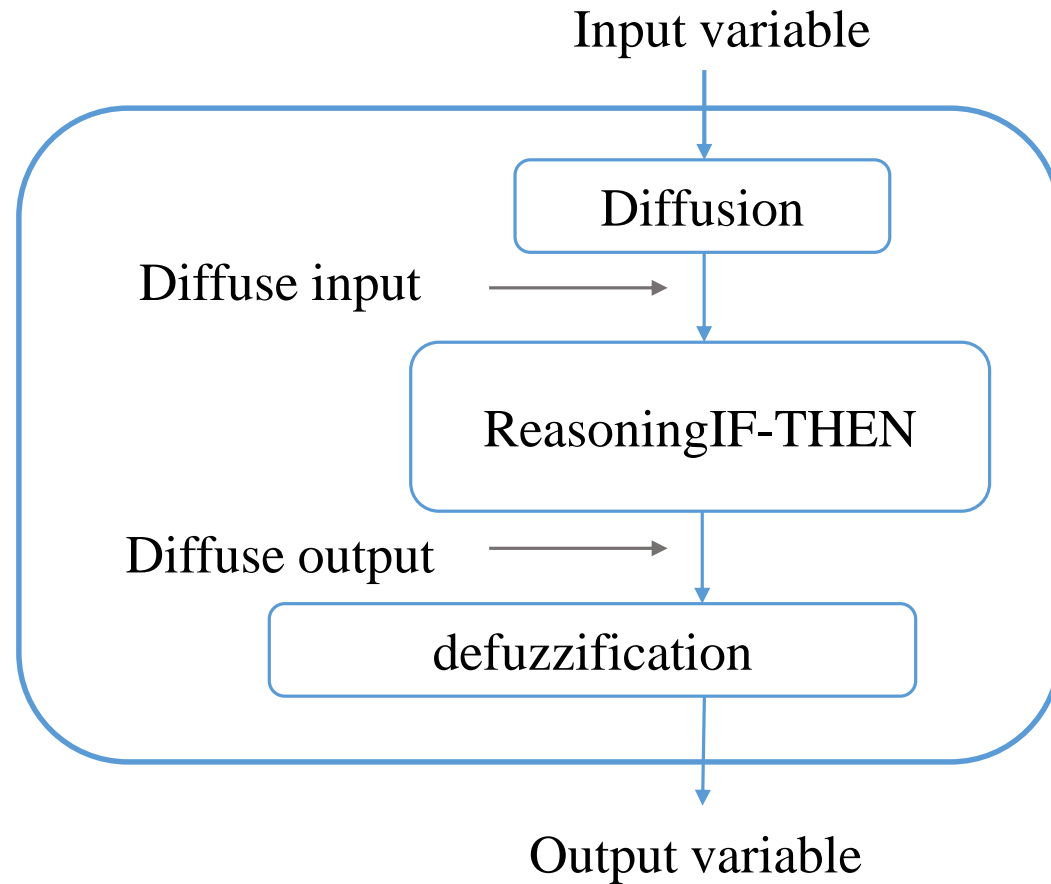 Input variable
Diffusion
Diffuse input
ReasoningIF-THEN
Diffuse output
defuzzification
Output variable